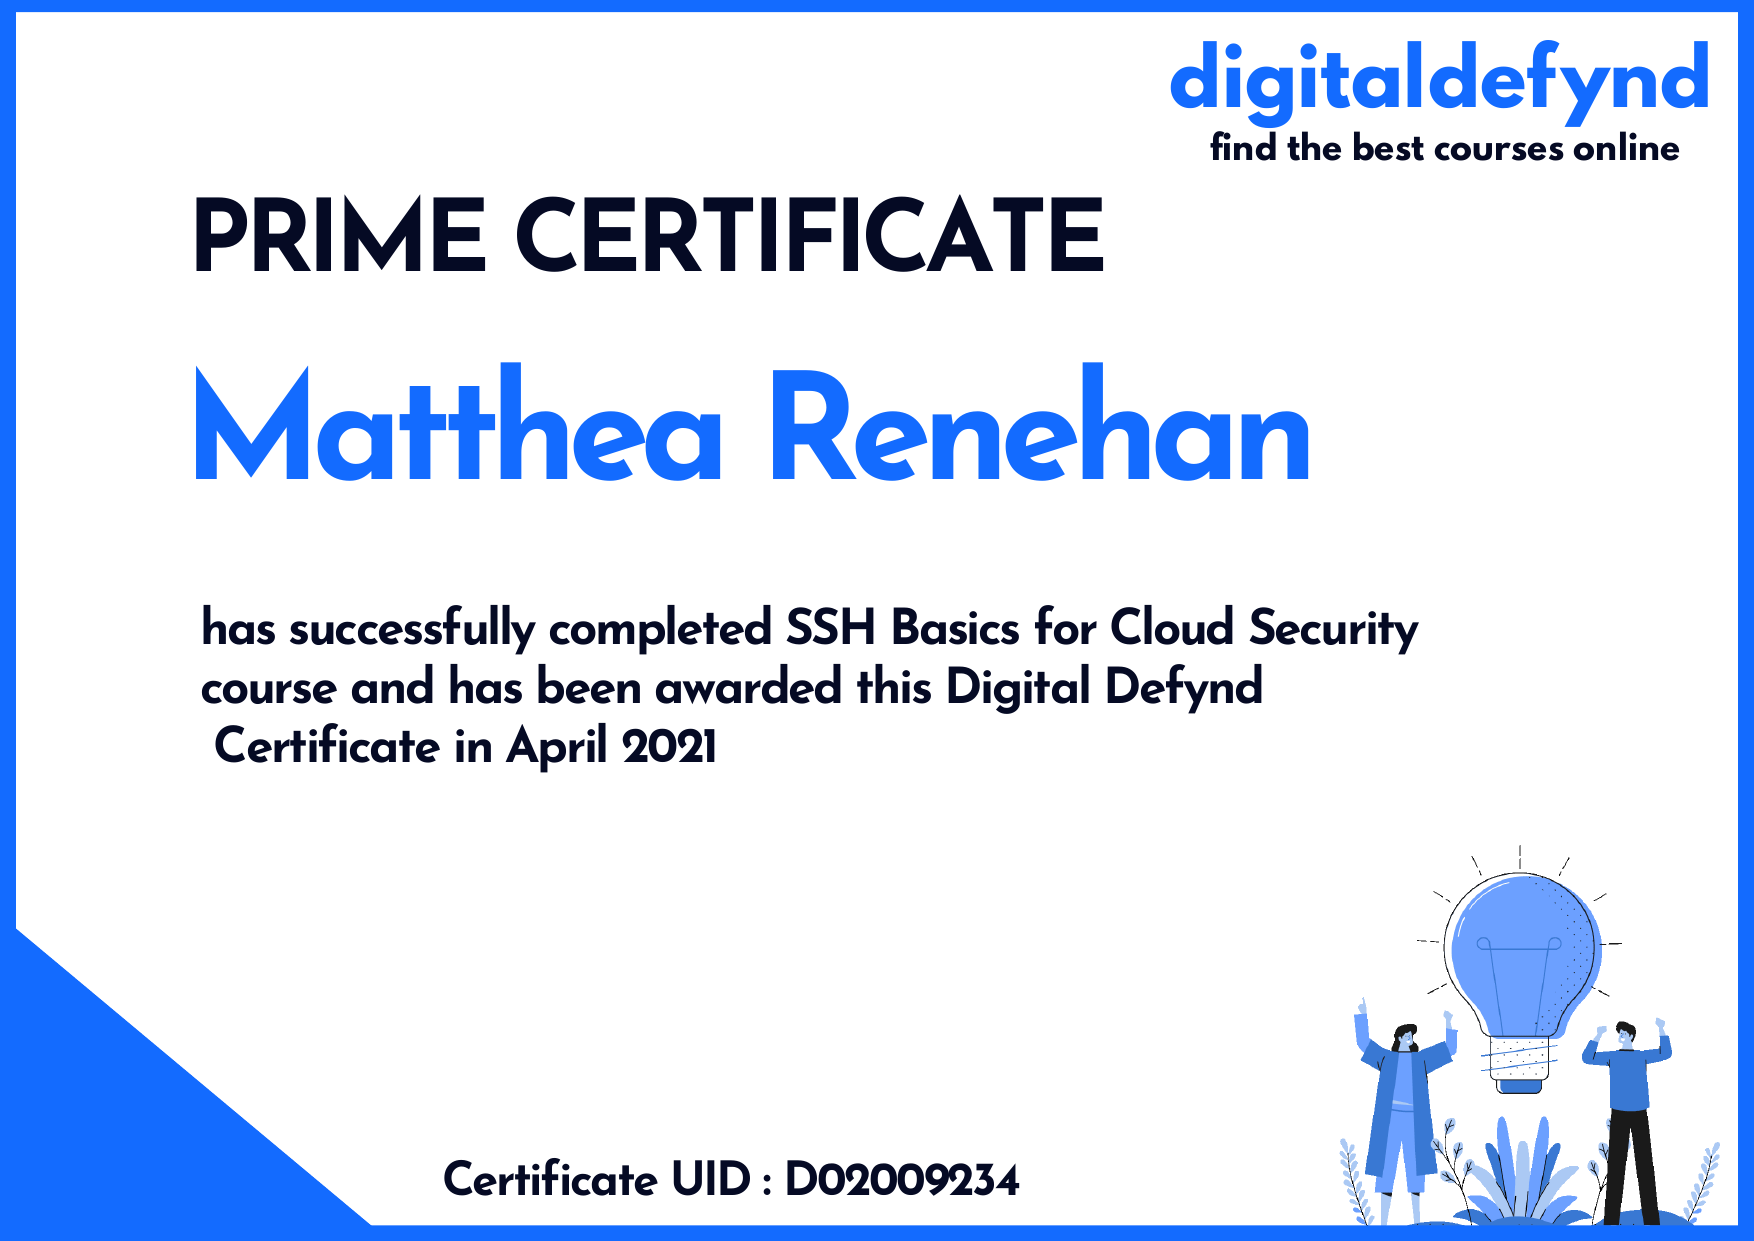 digitaldefynd
find the best courses online
PRIME CERTIFICATE
Matthea Renehan
has successfully completed SSH Basics for Cloud Security
course and has been awarded this Digital Defynd
Certificate in April 2021
Certificate UID : D02009234